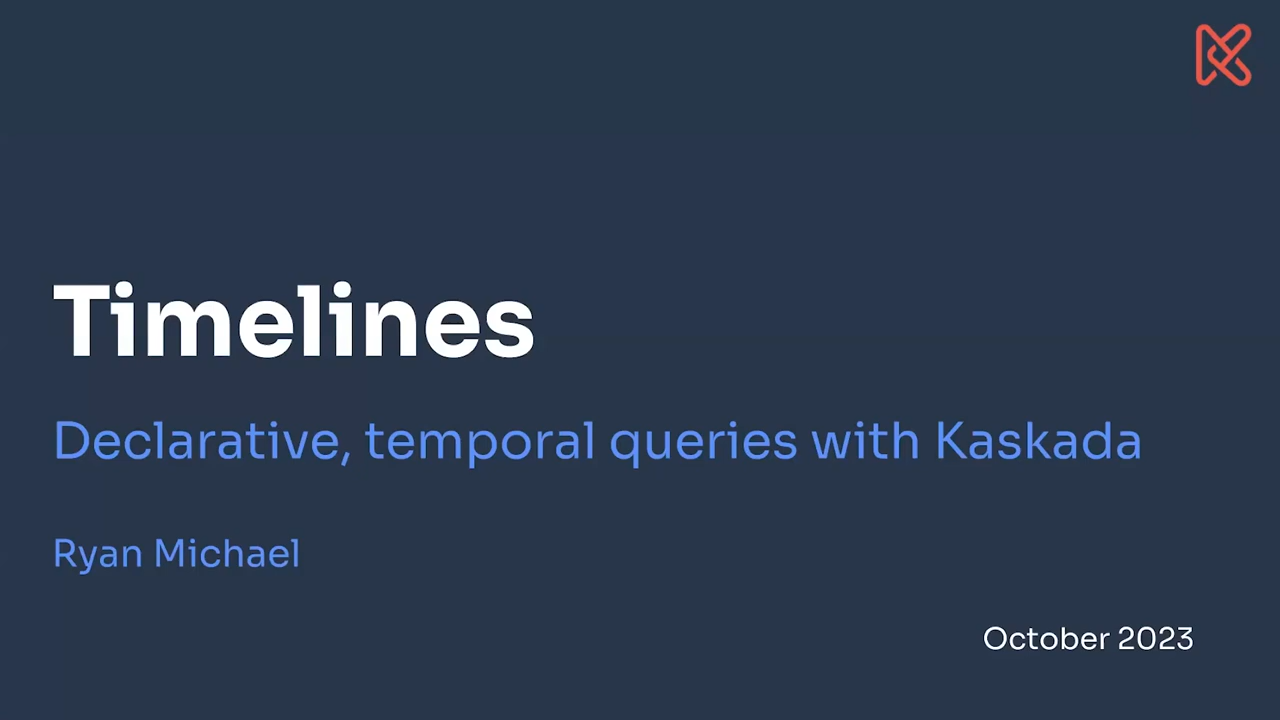 Timelines
Declarative, temporal queries with Kaskada
Ryan Michael
October 2023